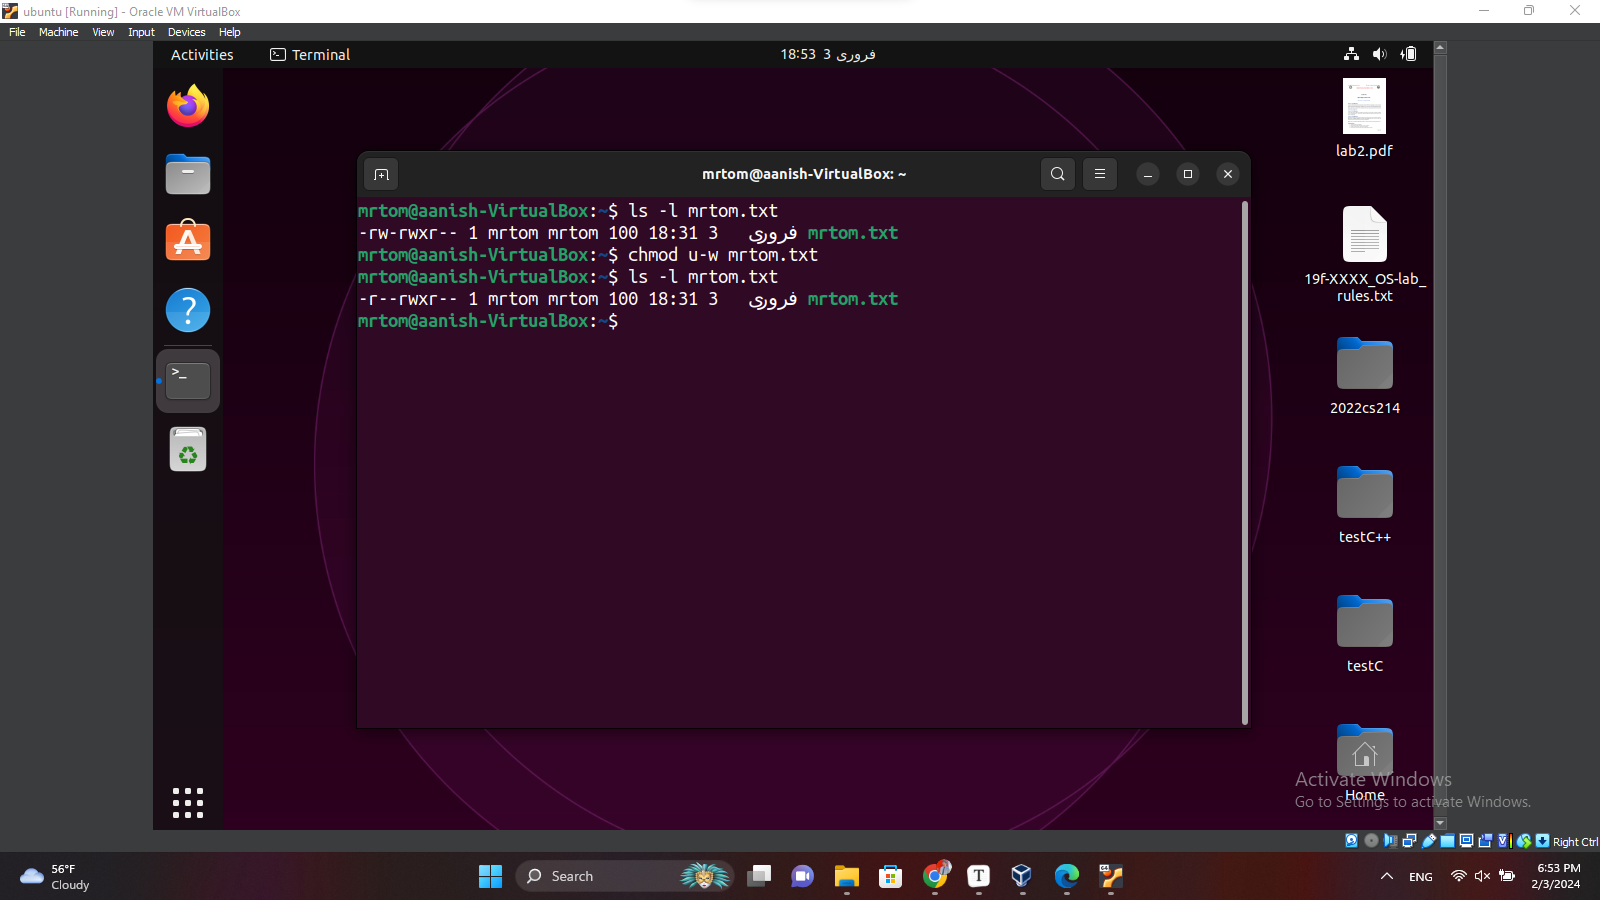 ubuntu [Running] - Oracle VM VirtualBox
File Machine View Input Devices Help
Activities Terminal 18:53 3 فروری
lab2.pdf
19f-XXXX_OS-lab_
rules.txt
2022cs214
testC++
testC
Home
mrtom@aanish-VirtualBox: ~
mrtom@aanish-VirtualBox:~$ ls -l mrtom.txt
-rw-rwxr-- 1 mrtom mrtom 100 18:31 3 فروری mrtom.txt
mrtom@aanish-VirtualBox:~$ chmod u-w mrtom.txt
mrtom@aanish-VirtualBox:~$ ls -l mrtom.txt
-r--rwxr-- 1 mrtom mrtom 100 18:31 3 فروری mrtom.txt
mrtom@aanish-VirtualBox:~$
Activate Windows
Go to Settings to activate Windows.
Right Ctrl
56°F
Cloudy
Search
ENG
6:53 PM
2/3/2024